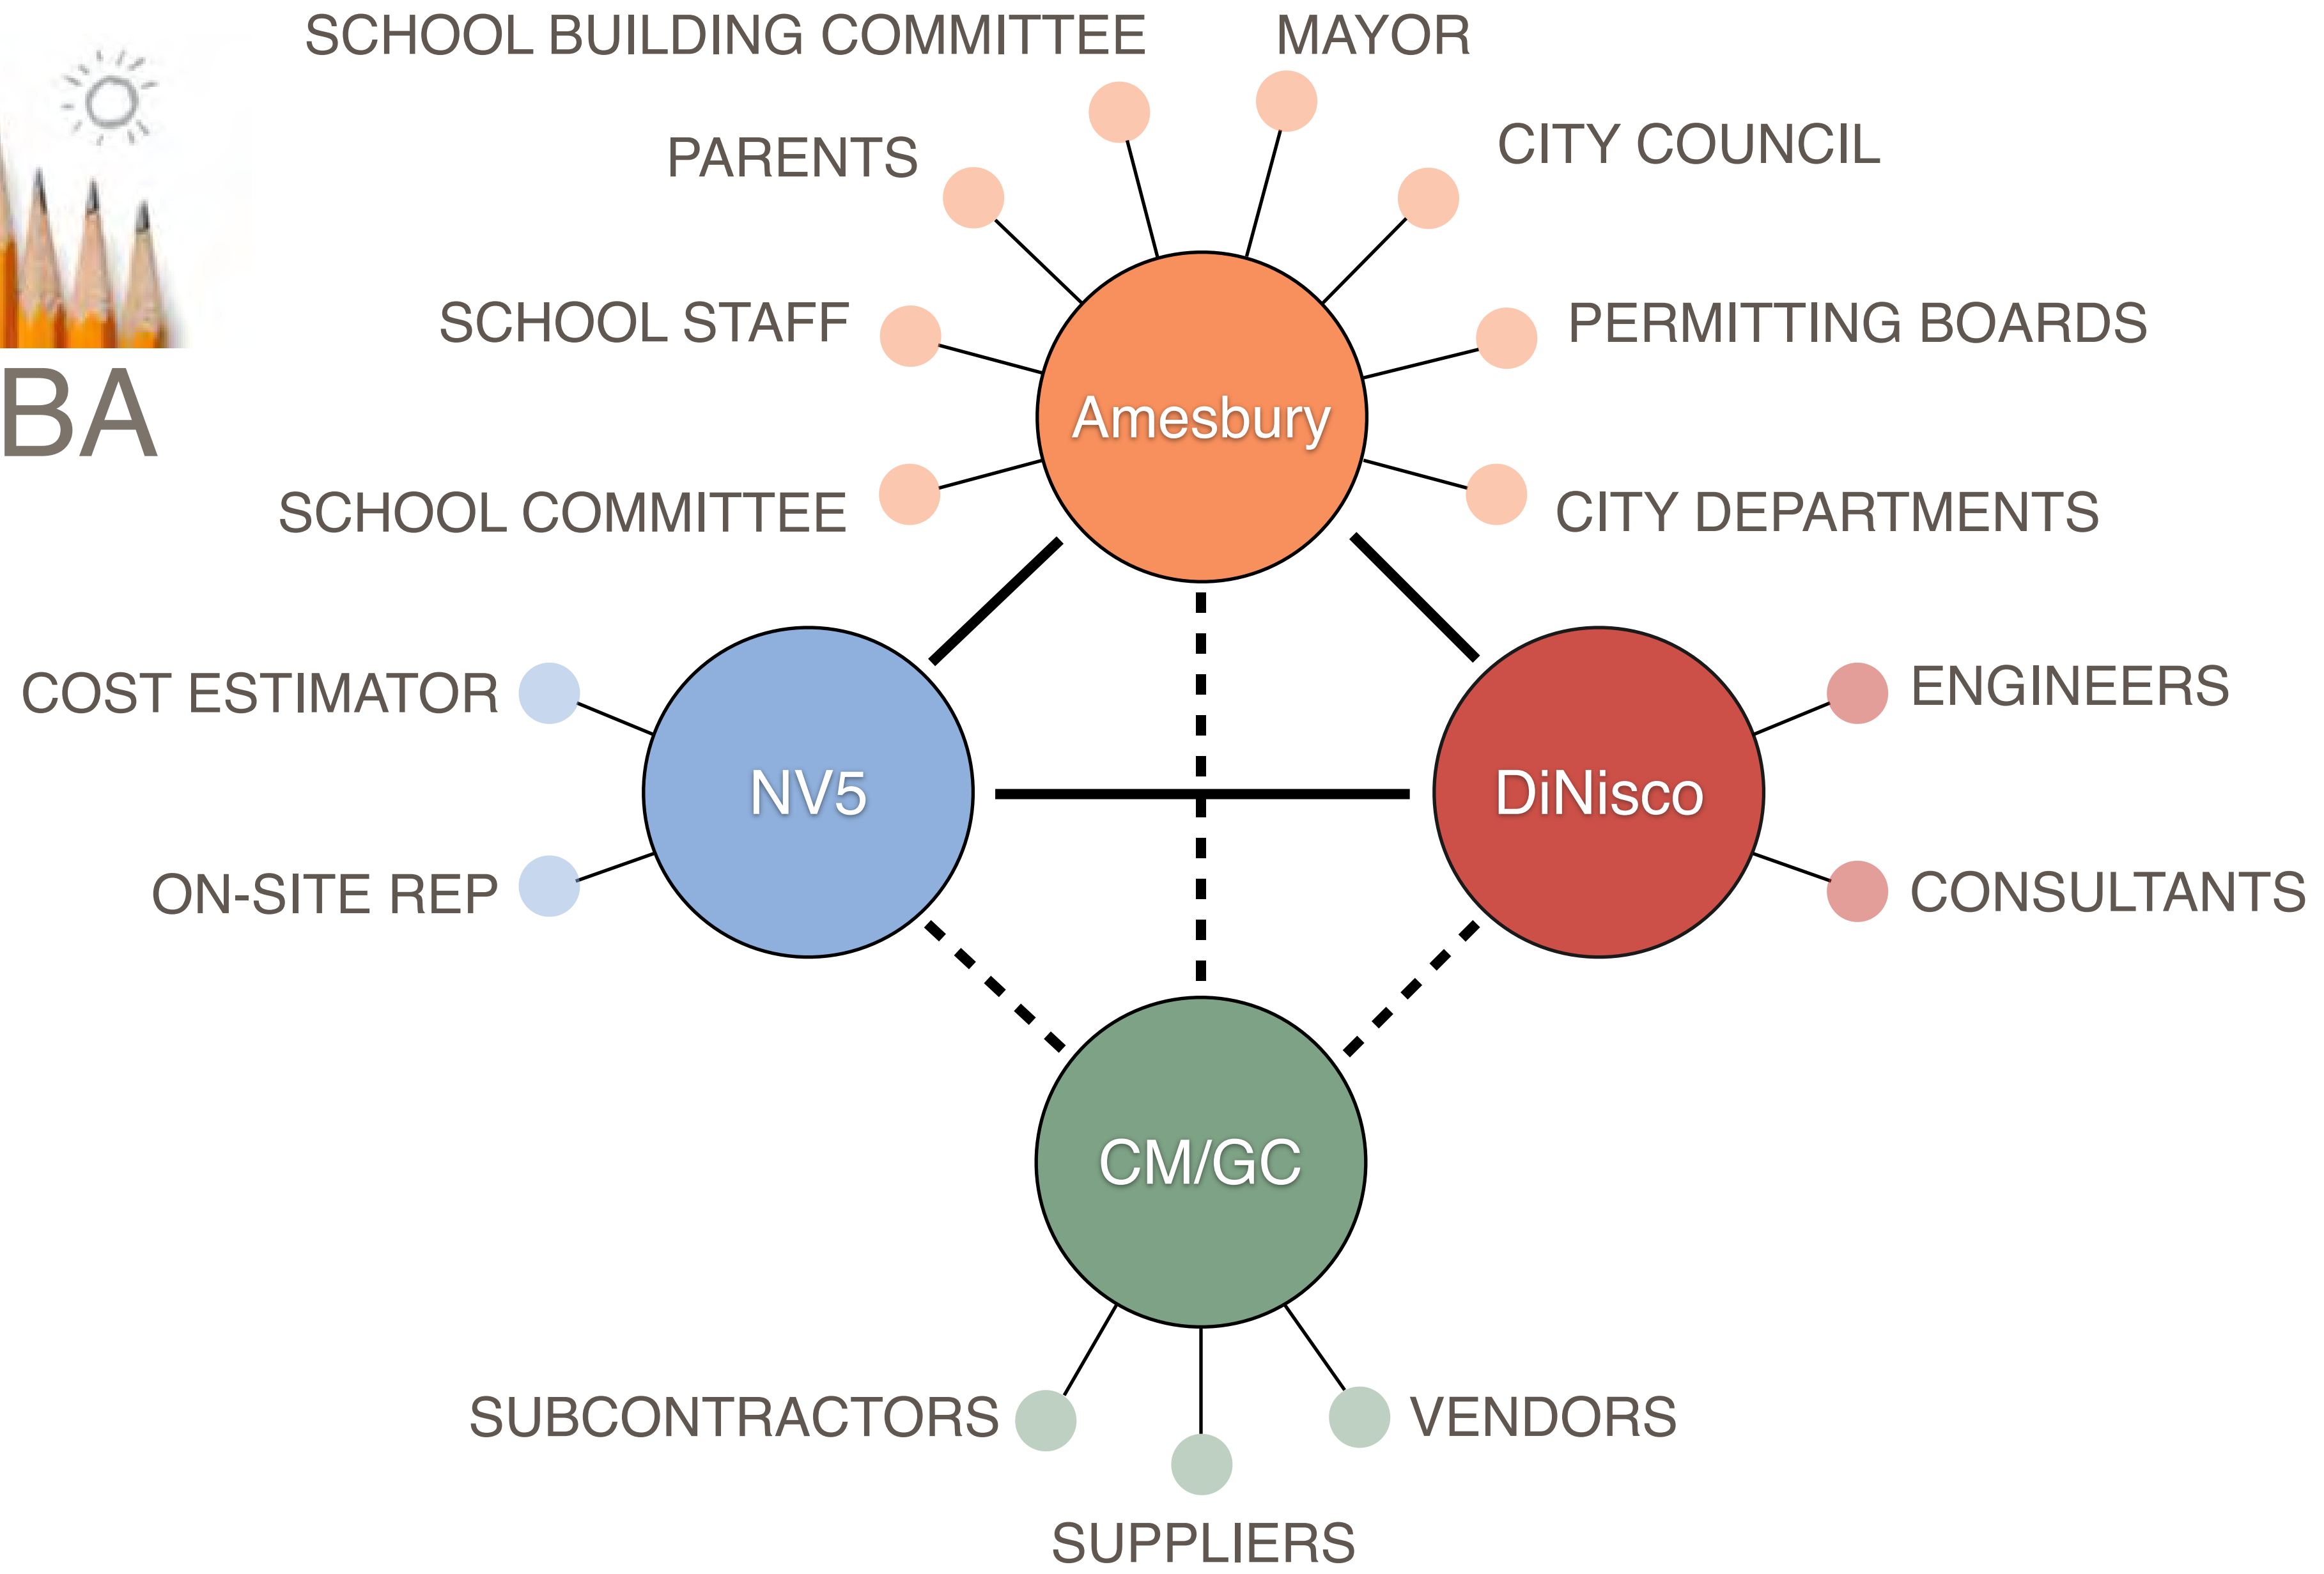 SCHOOL BUILDING COMMITTEE
MAYOR
PARENTS
CITY COUNCIL
SCHOOL STAFF
PERMITTING BOARDS
BA
Amesbury
SCHOOL COMMITTEE
CITY DEPARTMENTS
COST ESTIMATOR
ENGINEERS
NV5
DiNisco
ON-SITE REP
CONSULTANTS
CM/GC
SUBCONTRACTORS
VENDORS
SUPPLIERS